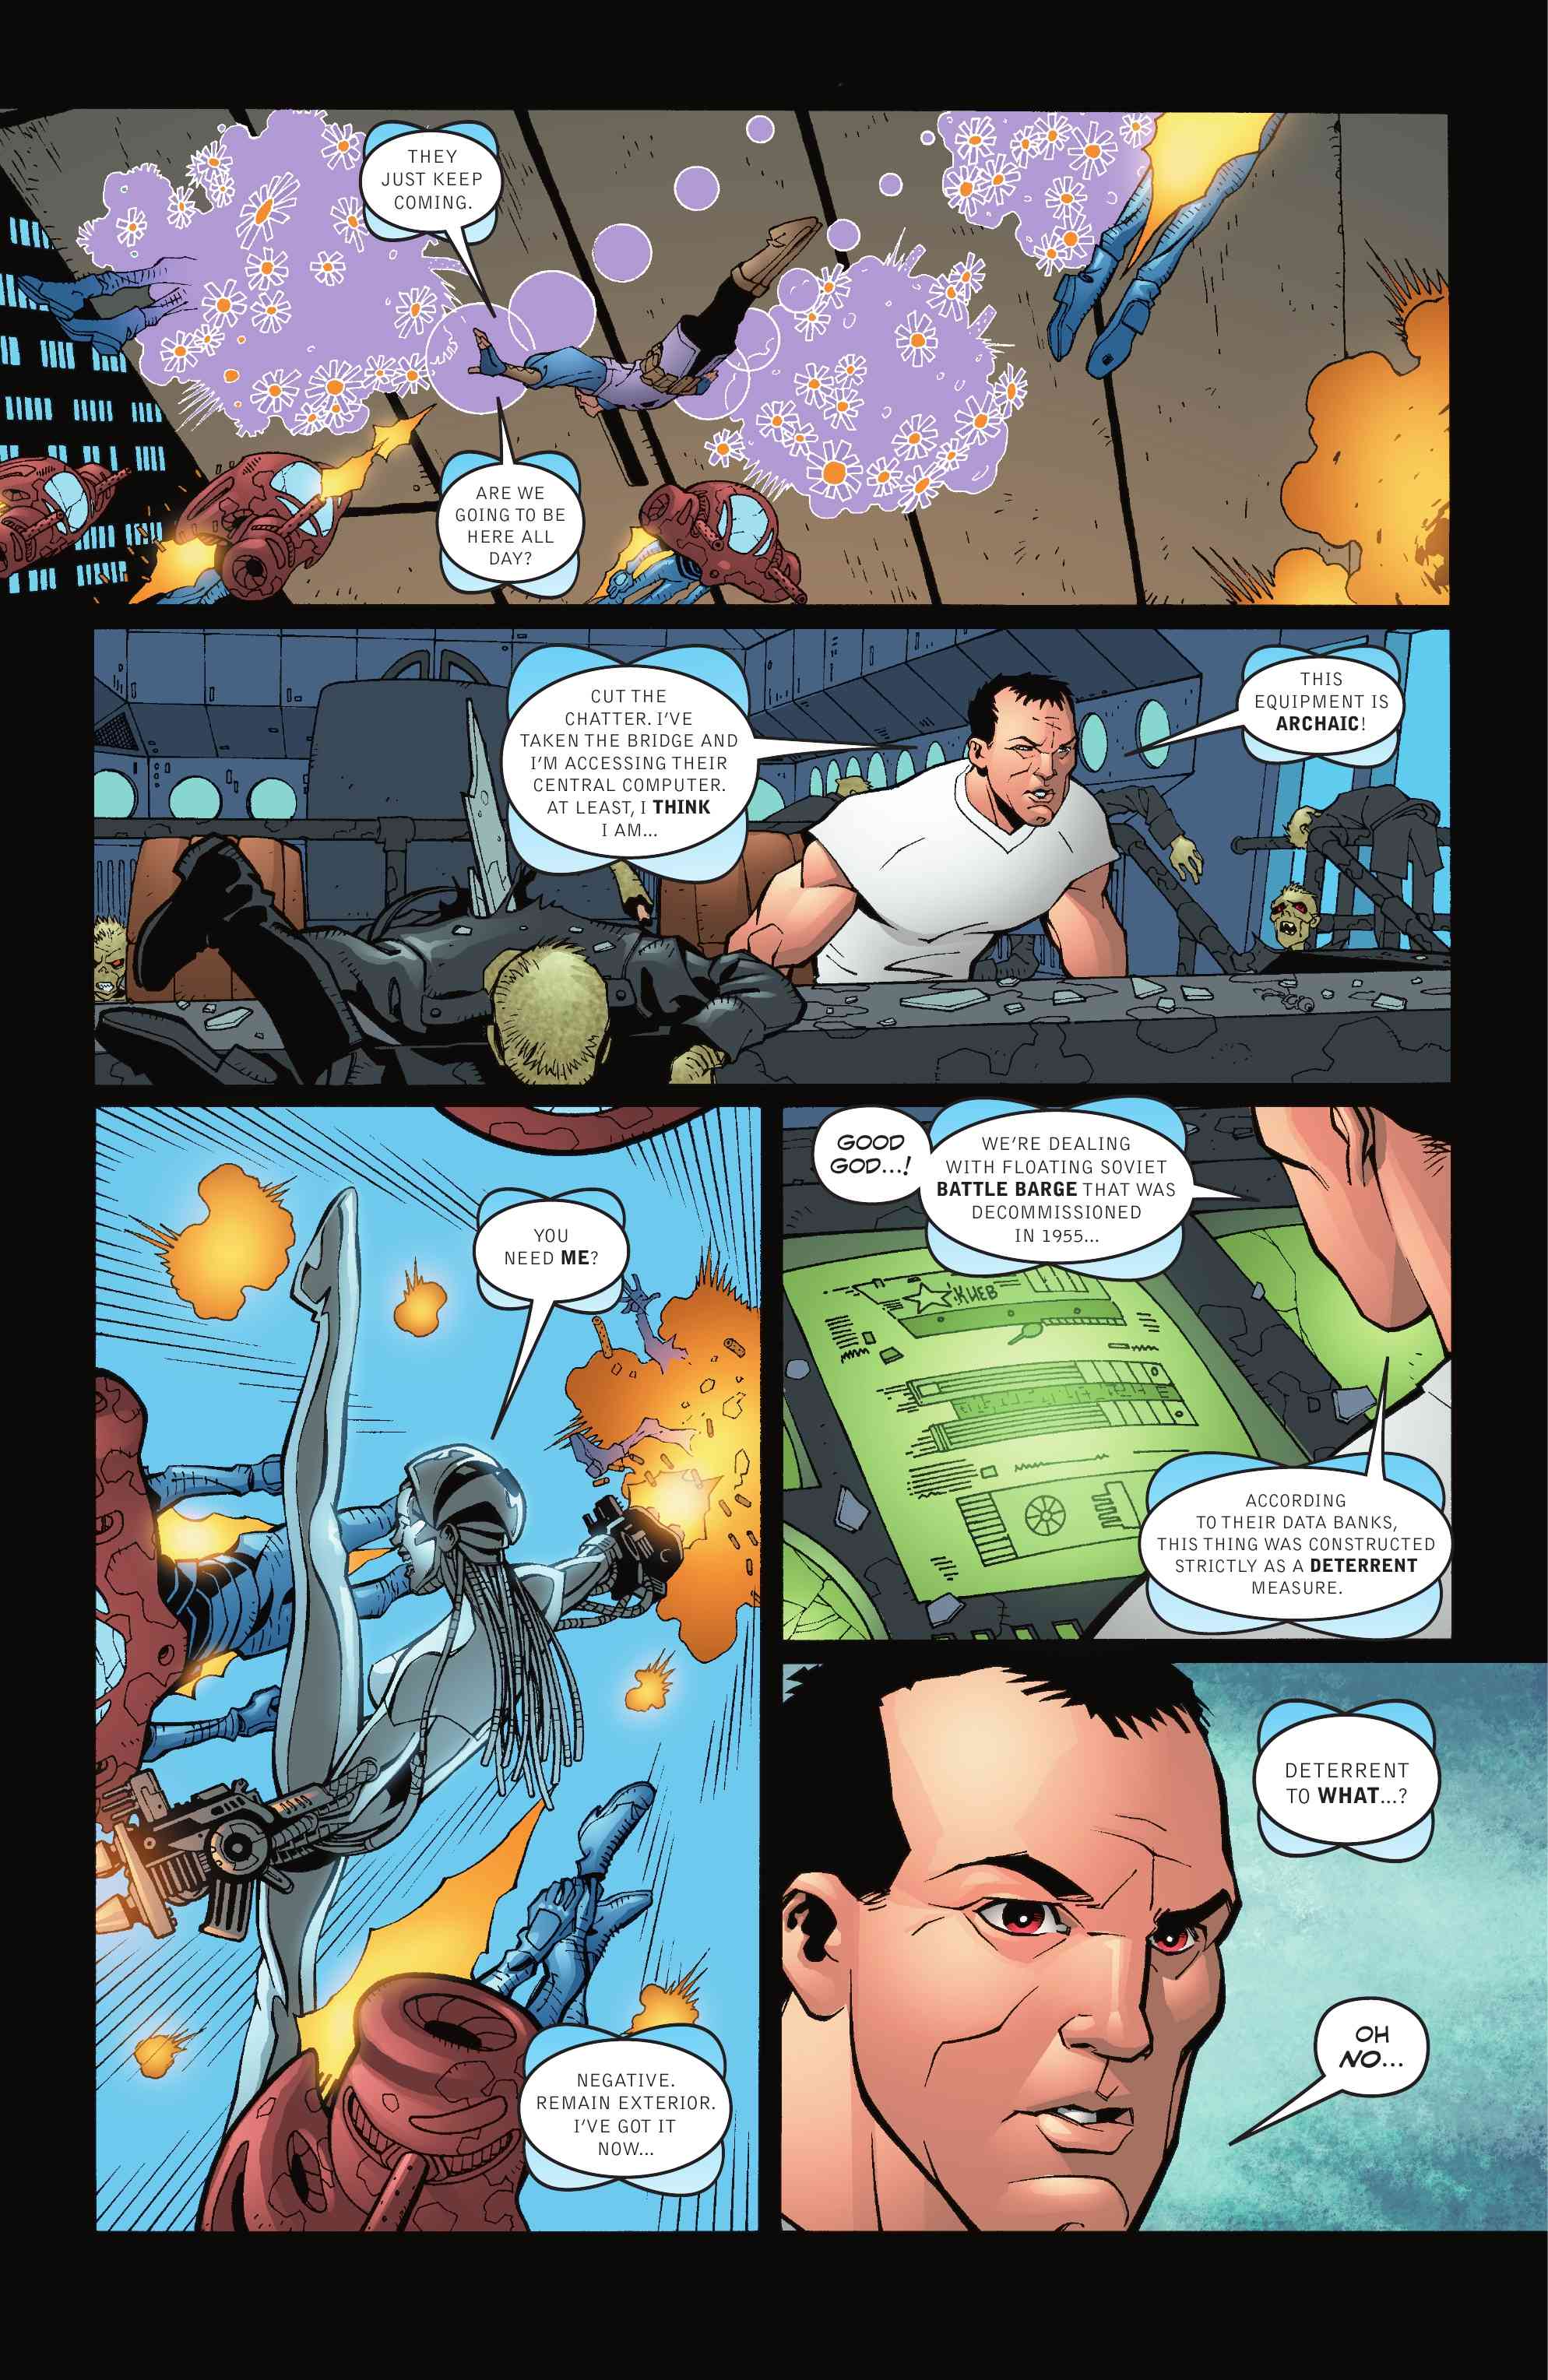 THEY
JUST KEEP
COMING.
ARE WE
GOING TO BE
HERE ALL
DAY?
CUT THE
CHATTER. I'VE
TAKEN THE BRIDGE AND
I'M ACCESSING THEIR
CENTRAL COMPUTER.
AT LEAST, I THINK
I AM...
THIS
EQUIPMENT IS
ARCHAIC!
YOU
NEED ME?
NEGATIVE.
REMAIN EXTERIOR.
I'VE GOT IT
NOW...
GOOD
GOD...!
WE'RE DEALING
WITH FLOATING SOVIET
BATTLE BARGE THAT WAS
DECOMMISSIONED
IN 1955...
КИЕВ
ACCORDING
TO THEIR DATA BANKS,
THIS THING WAS CONSTRUCTED
STRICTLY AS A DETERRENT
MEASURE.
DETERRENT
TO WHAT...?
OH
NO...